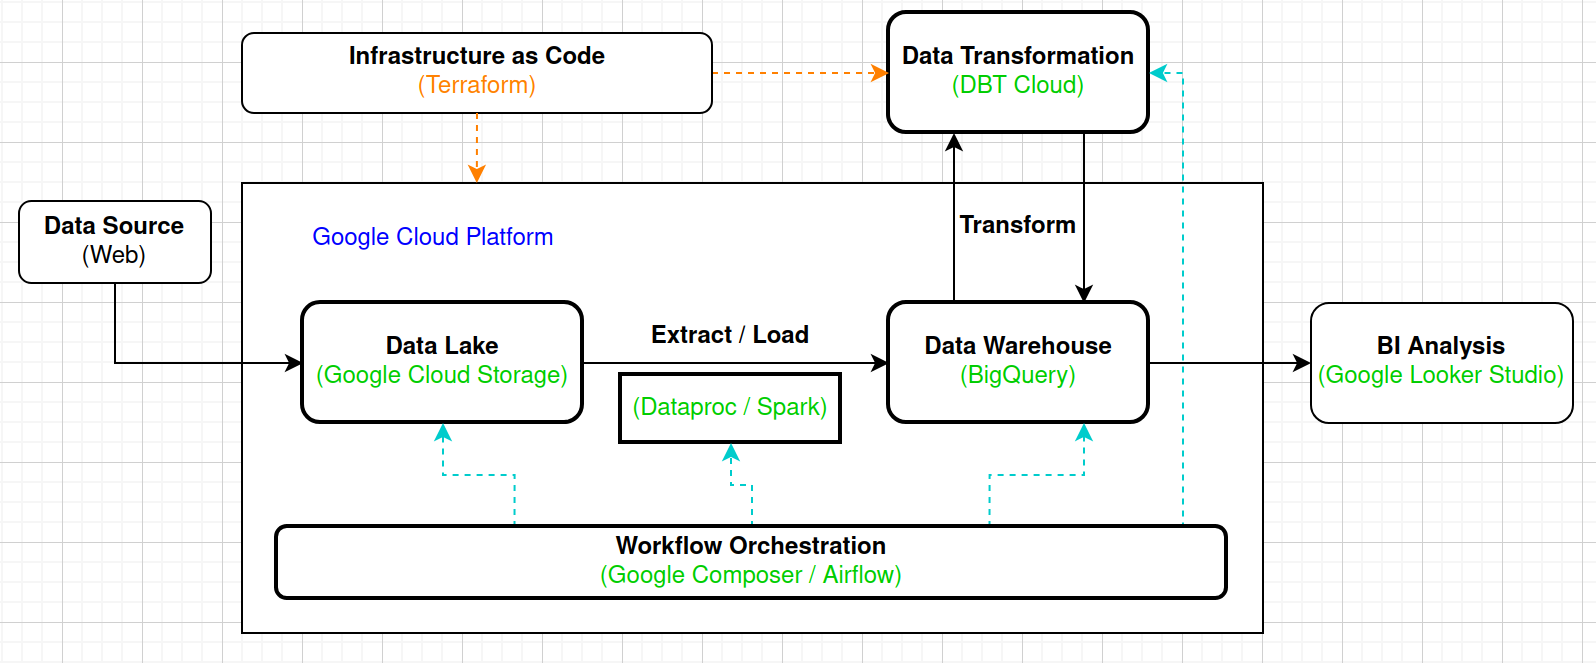 Infrastructure as Code
(Terraform)
Data Transformation
(DBT Cloud)
Data Source
(Web)
Google Cloud Platform
Transform
Data Lake
(Google Cloud Storage)
Extract / Load
(Dataproc / Spark)
Data Warehouse
(BigQuery)
BI Analysis
(Google Looker Studio)
Workflow Orchestration
(Google Composer / Airflow)